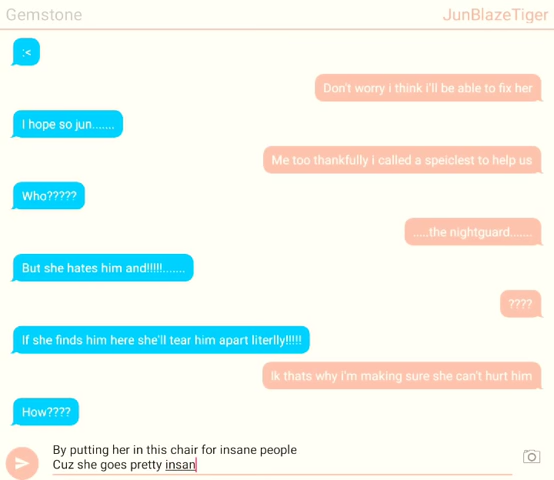 Gemstone JunBlazeTiger
:<
Don't worry i think i'll be able to fix her
I hope so jun.......
Me too thankfully i called a speiclest to help us
Who?????
.....the nightguard.......
But she hates him and!!!!!.......
????
If she finds him here she'll tear him apart literlly!!!!!
Ik thats why i'm making sure she can't hurt him
How????
By putting her in this chair for insane people
Cuz she goes pretty insan